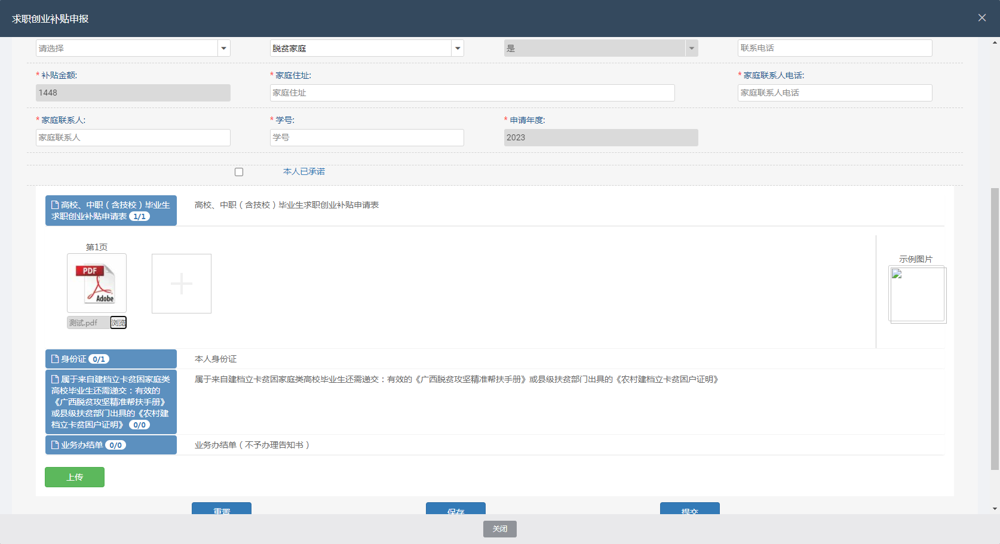 求职创业补贴申报
请选择
脱贫家庭
是
联系电话
* 补贴金额:
* 家庭住址:
* 家庭联系人电话:
1448
家庭住址
家庭联系人电话
* 家庭联系人:
* 学号:
* 申请年度:
家庭联系人
学号
2023
本人已承诺
高校、中职（含技校）毕业生
求职创业补贴申请表 1/1
高校、中职（含技校）毕业生求职创业补贴申请表
第1页
PDF
Adobe
测试.pdf
浏览
示例图片
身份证 0/1
本人身份证
属于来自建档立卡贫困家庭类
高校毕业生还需递交：有效的
《广西脱贫攻坚精准帮扶手册》
或县级扶贫部门出具的《农村建
档立卡贫困户证明》 0/0
属于来自建档立卡贫困家庭类高校毕业生还需递交：有效的《广西脱贫攻坚精准帮扶手册》或县级扶贫部门出具的《农村建档立卡贫困户证明》
业务办结单 0/0
业务办结单（不予办理告知书）
上传
重置
保存
提交
关闭